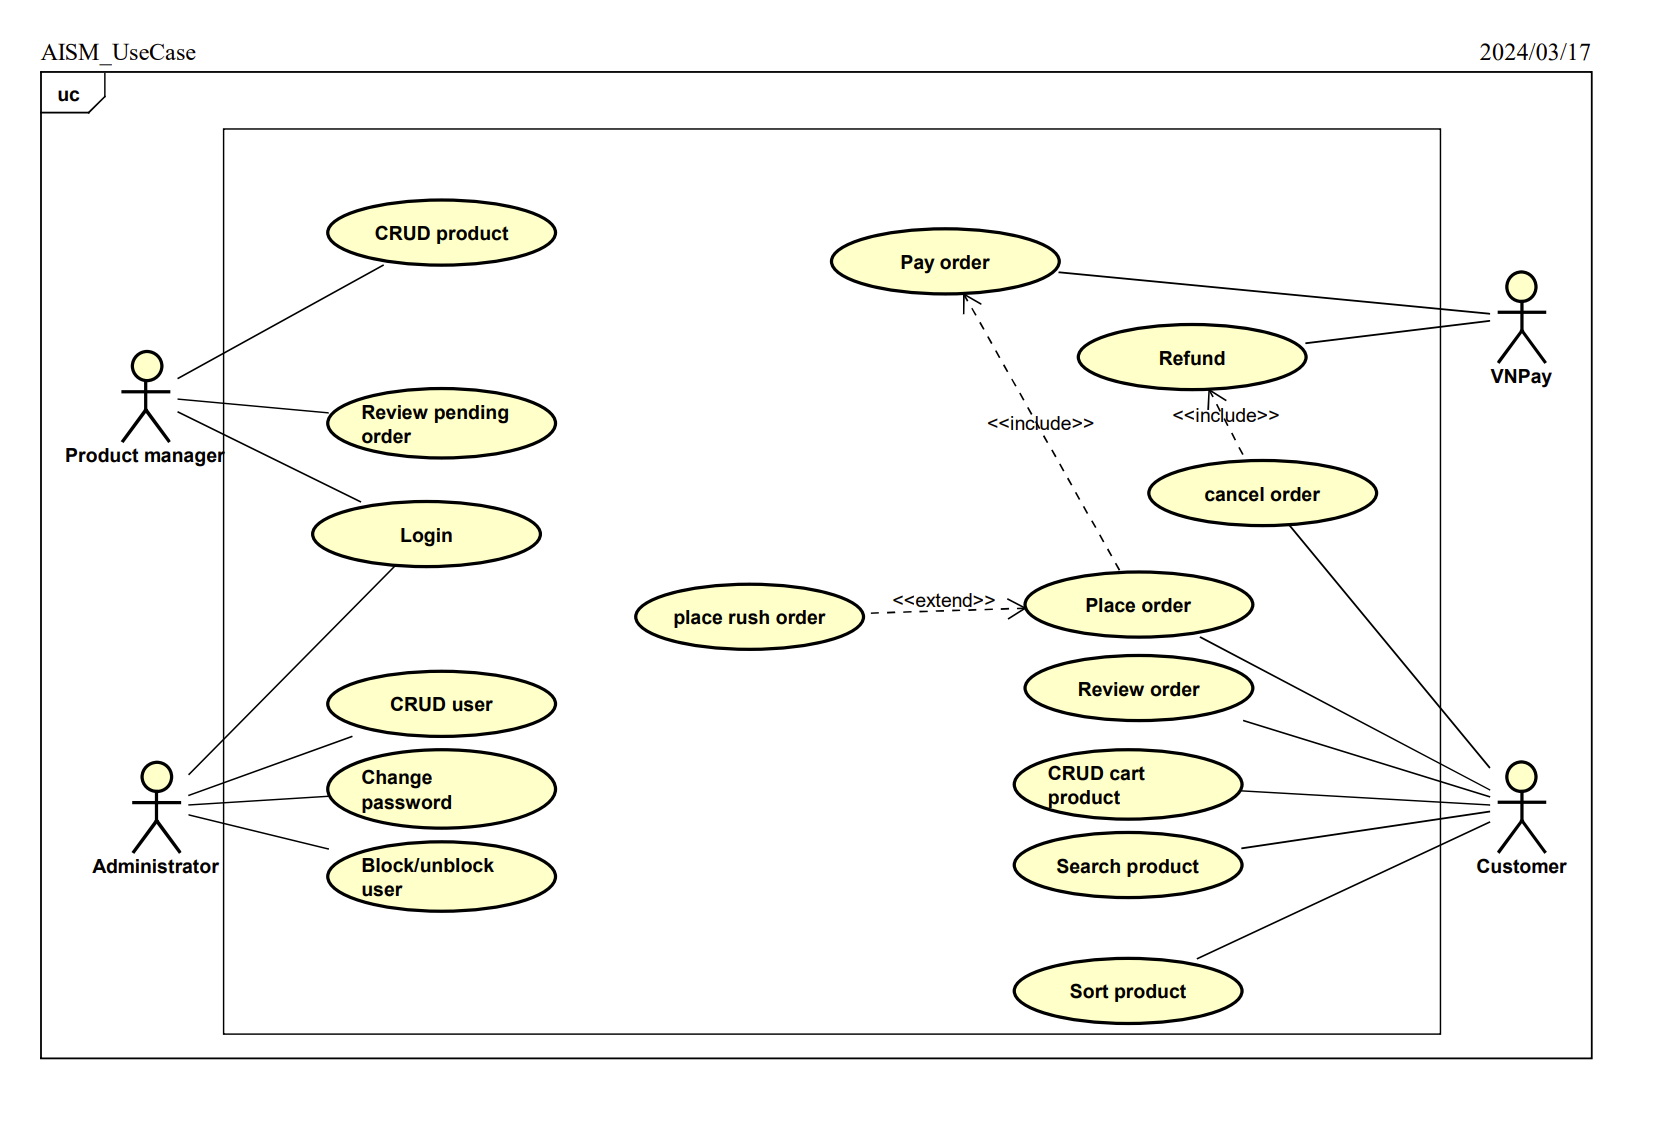 AISM_UseCase
2024/03/17
uc
CRUD product
Pay order
Refund
VNPay
Review pending
order
<<include>>
<<include>>
Product manager
cancel order
Login
place rush order
<<extend>>
Place order
Review order
CRUD user
Change
password
CRUD cart
product
Administrator
Block/unblock
user
Search product
Customer
Sort product